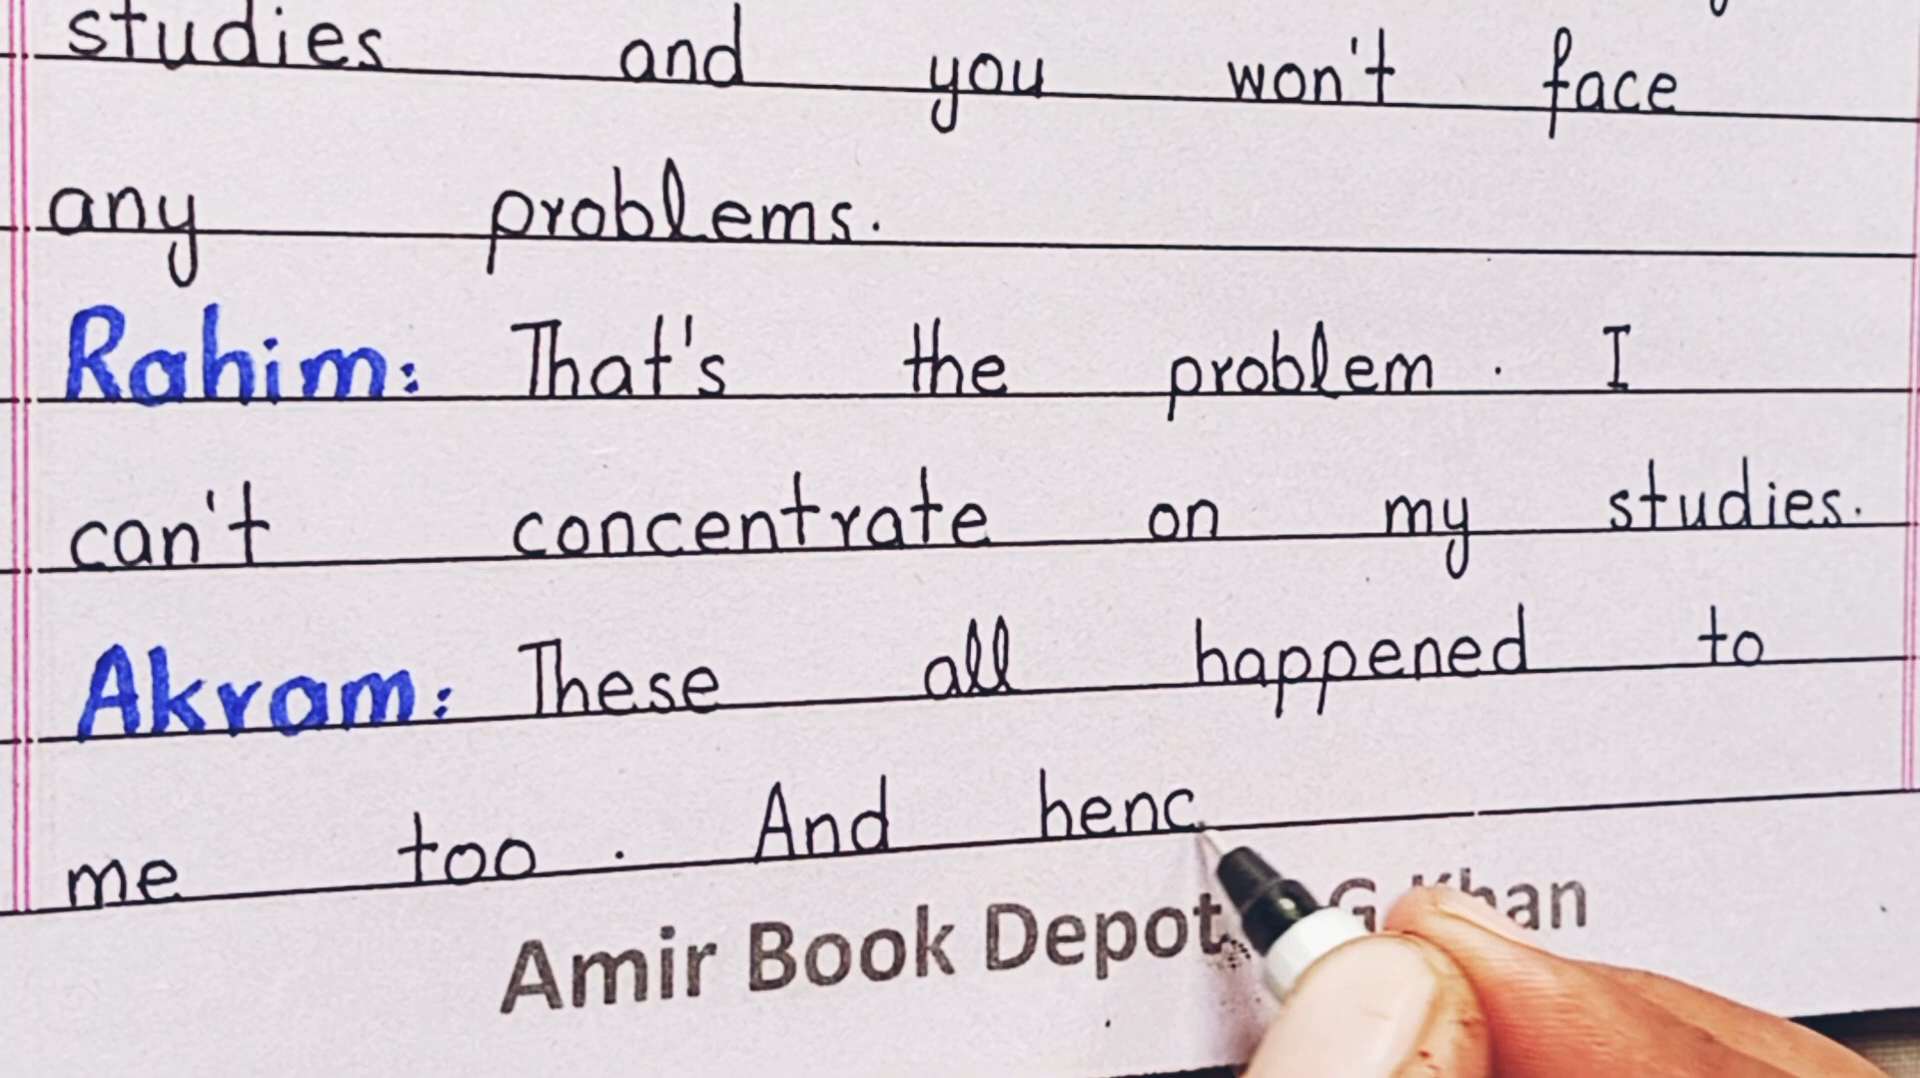 studies and you won't face
any problems.
Rahim: That's the problem. I
can't concentrate on my studies.
Akram: These all happened to
me too. And henc
Amir Book Depot G Khan